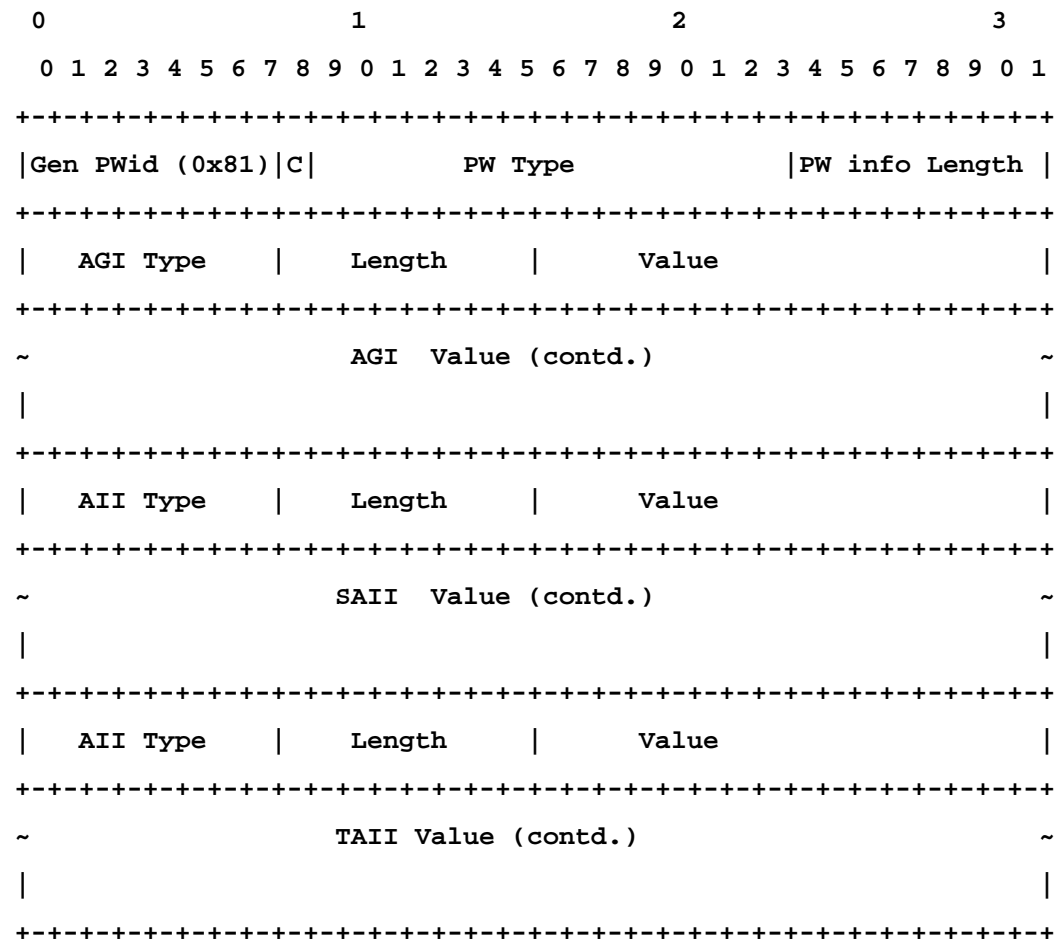 0                   1                   2                   3
 0 1 2 3 4 5 6 7 8 9 0 1 2 3 4 5 6 7 8 9 0 1 2 3 4 5 6 7 8 9 0 1
+-+-+-+-+-+-+-+-+-+-+-+-+-+-+-+-+-+-+-+-+-+-+-+-+-+-+-+-+-+-+-+-+
|Gen PWid (0x81)|C|         PW Type             |PW info Length |
+-+-+-+-+-+-+-+-+-+-+-+-+-+-+-+-+-+-+-+-+-+-+-+-+-+-+-+-+-+-+-+-+
|   AGI Type    |    Length     |      Value                    |
+-+-+-+-+-+-+-+-+-+-+-+-+-+-+-+-+-+-+-+-+-+-+-+-+-+-+-+-+-+-+-+-+
~                    AGI  Value (contd.)                        ~
|                                                               |
+-+-+-+-+-+-+-+-+-+-+-+-+-+-+-+-+-+-+-+-+-+-+-+-+-+-+-+-+-+-+-+-+
|   AII Type    |    Length     |      Value                    |
+-+-+-+-+-+-+-+-+-+-+-+-+-+-+-+-+-+-+-+-+-+-+-+-+-+-+-+-+-+-+-+-+
~                   SAII  Value (contd.)                        ~
|                                                               |
+-+-+-+-+-+-+-+-+-+-+-+-+-+-+-+-+-+-+-+-+-+-+-+-+-+-+-+-+-+-+-+-+
|   AII Type    |    Length     |      Value                    |
+-+-+-+-+-+-+-+-+-+-+-+-+-+-+-+-+-+-+-+-+-+-+-+-+-+-+-+-+-+-+-+-+
~                   TAII Value (contd.)                         ~
|                                                               |
+-+-+-+-+-+-+-+-+-+-+-+-+-+-+-+-+-+-+-+-+-+-+-+-+-+-+-+-+-+-+-+-+